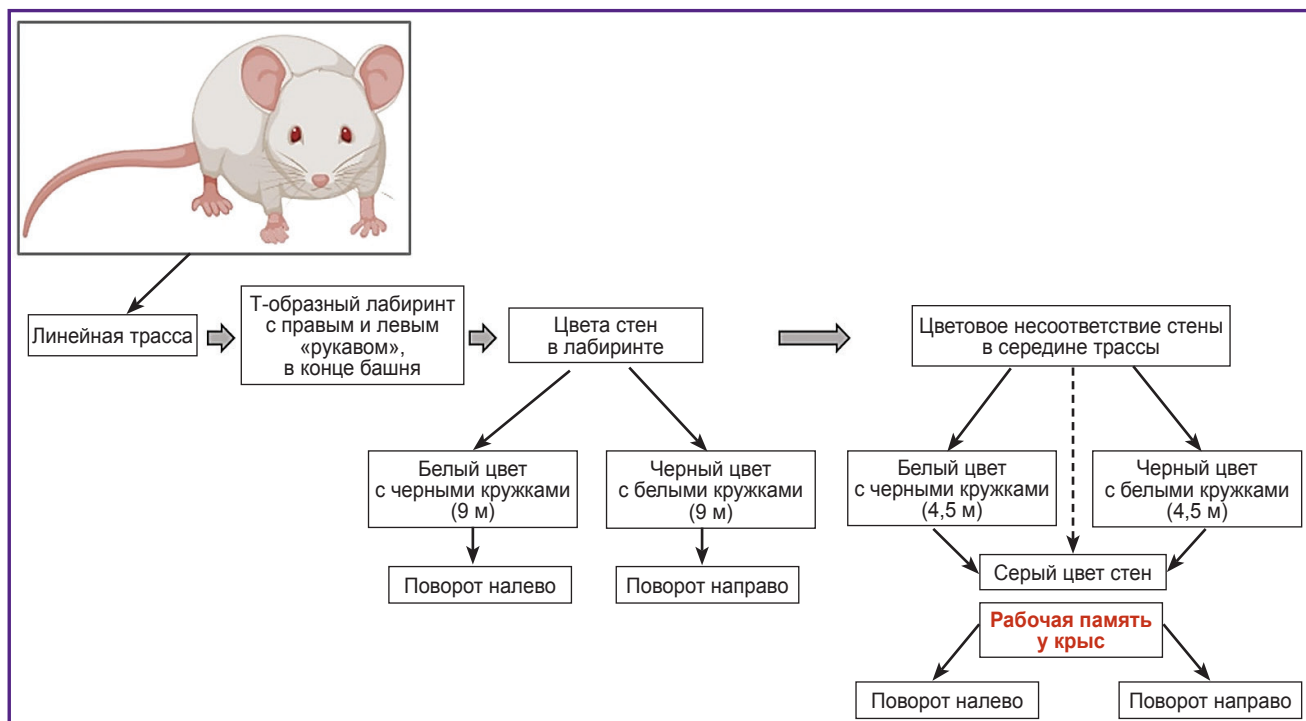 Линейная трасса
Т-образный лабиринт
с правым и левым
«рукавом»,
в конце башня
Цвета стен
в лабиринте
Цветовое несоответствие стены
в середине трассы
Белый цвет
с черными кружками
(9 м)
Черный цвет
с белыми кружками
(9 м)
Белый цвет
с черными кружками
(4,5 м)
Черный цвет
с белыми кружками
(4,5 м)
Поворот налево
Поворот направо
Серый цвет стен
Рабочая память
у крыс
Поворот налево
Поворот направо